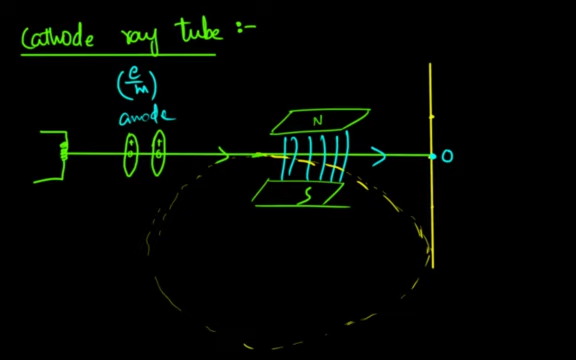 Cathode ray tube :-
(e/m)
anode
+ +
N
O
S